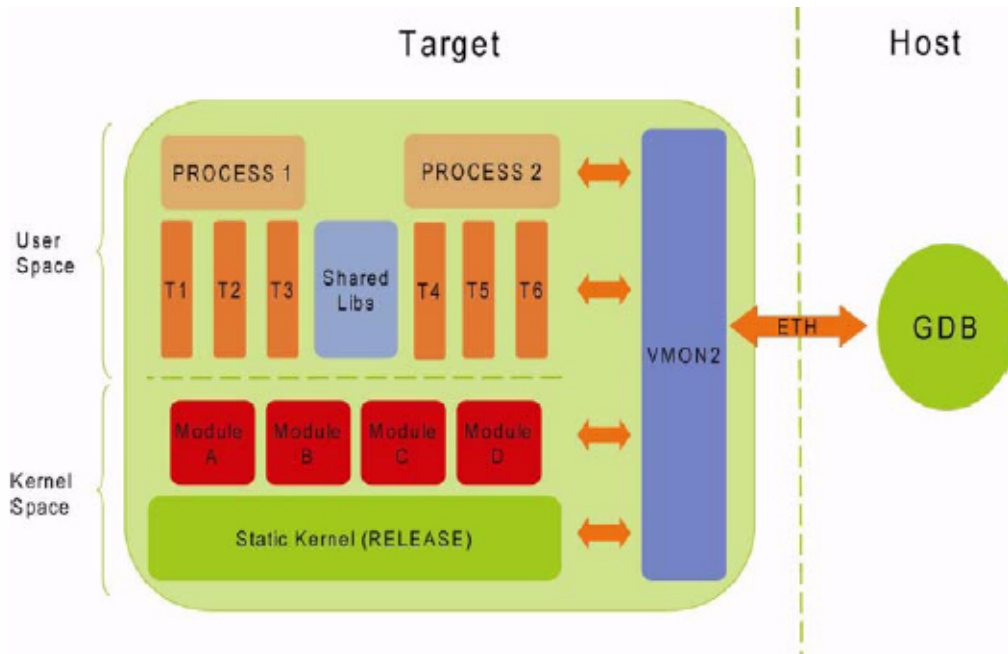 Target
Host
PROCESS 1
PROCESS 2
User
Space
T1
T2
T3
Shared
Libs
T4
T5
T6
VMON2
ETH
GDB
Module
A
Module
B
Module
C
Module
D
Kernel
Space
Static Kernel (RELEASE)